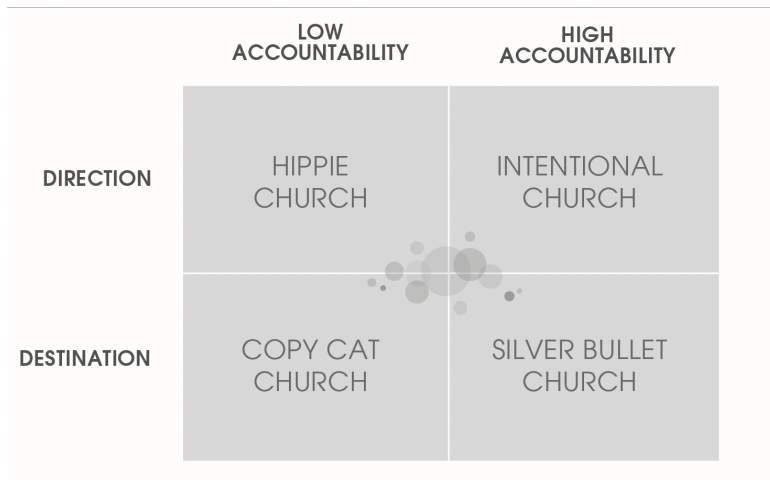 LOW
ACCOUNTABILITY
HIGH
ACCOUNTABILITY
DIRECTION
HIPPIE
CHURCH
INTENTIONAL
CHURCH
DESTINATION
COPY CAT
CHURCH
SILVER BULLET
CHURCH